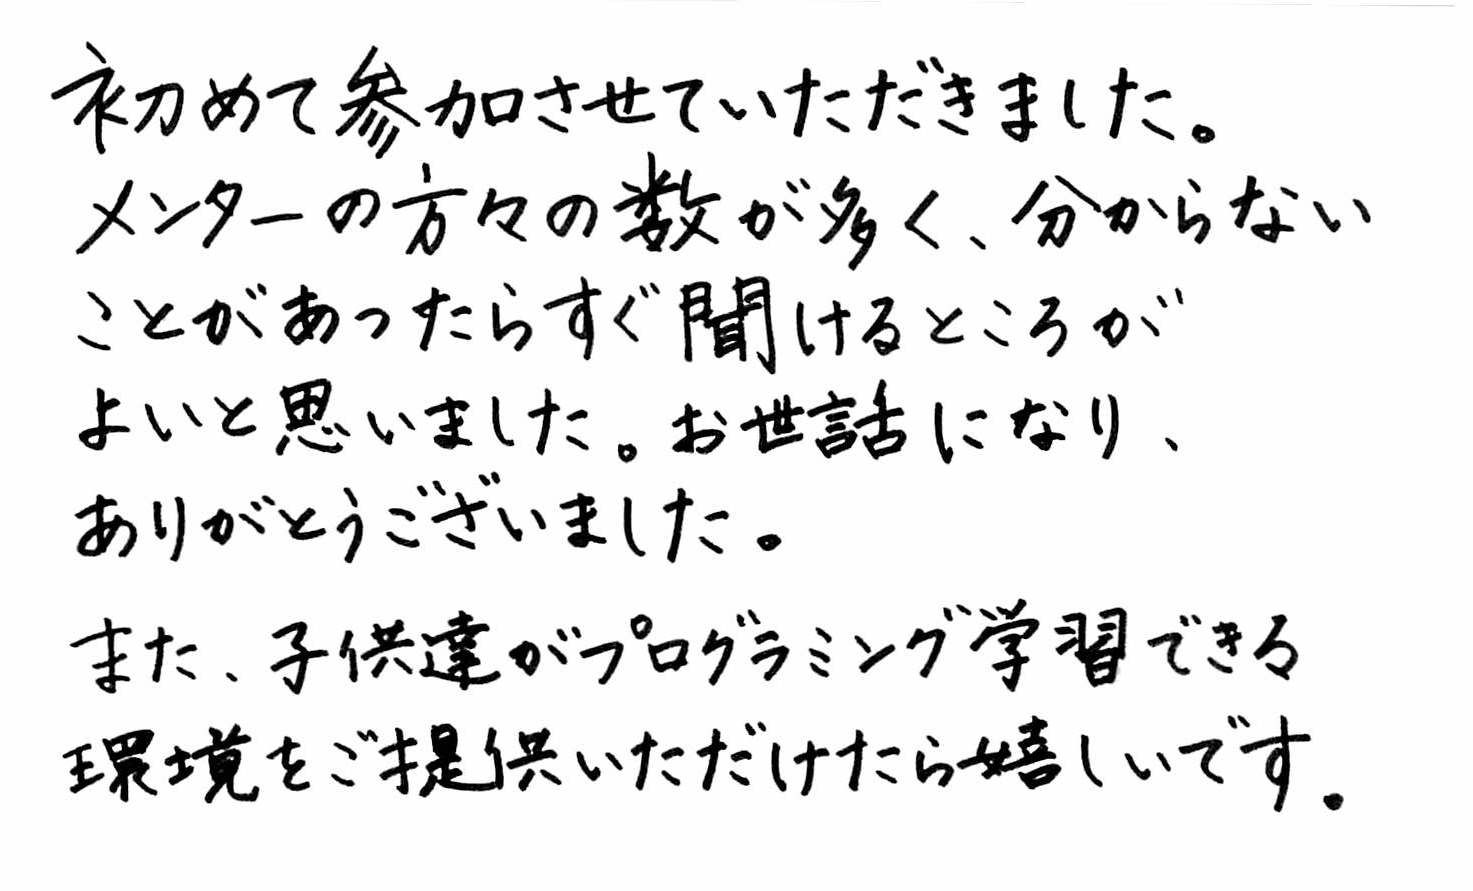 初めて参加させていただきました。
メンターの方々の数が多く、分からない
ことがあったらすぐ聞けるところが
よいと思いました。お世話になり、
ありがとうございました。
また、子供達がプログラミング学習できる
環境をご提供いただけたら嬉しいです。